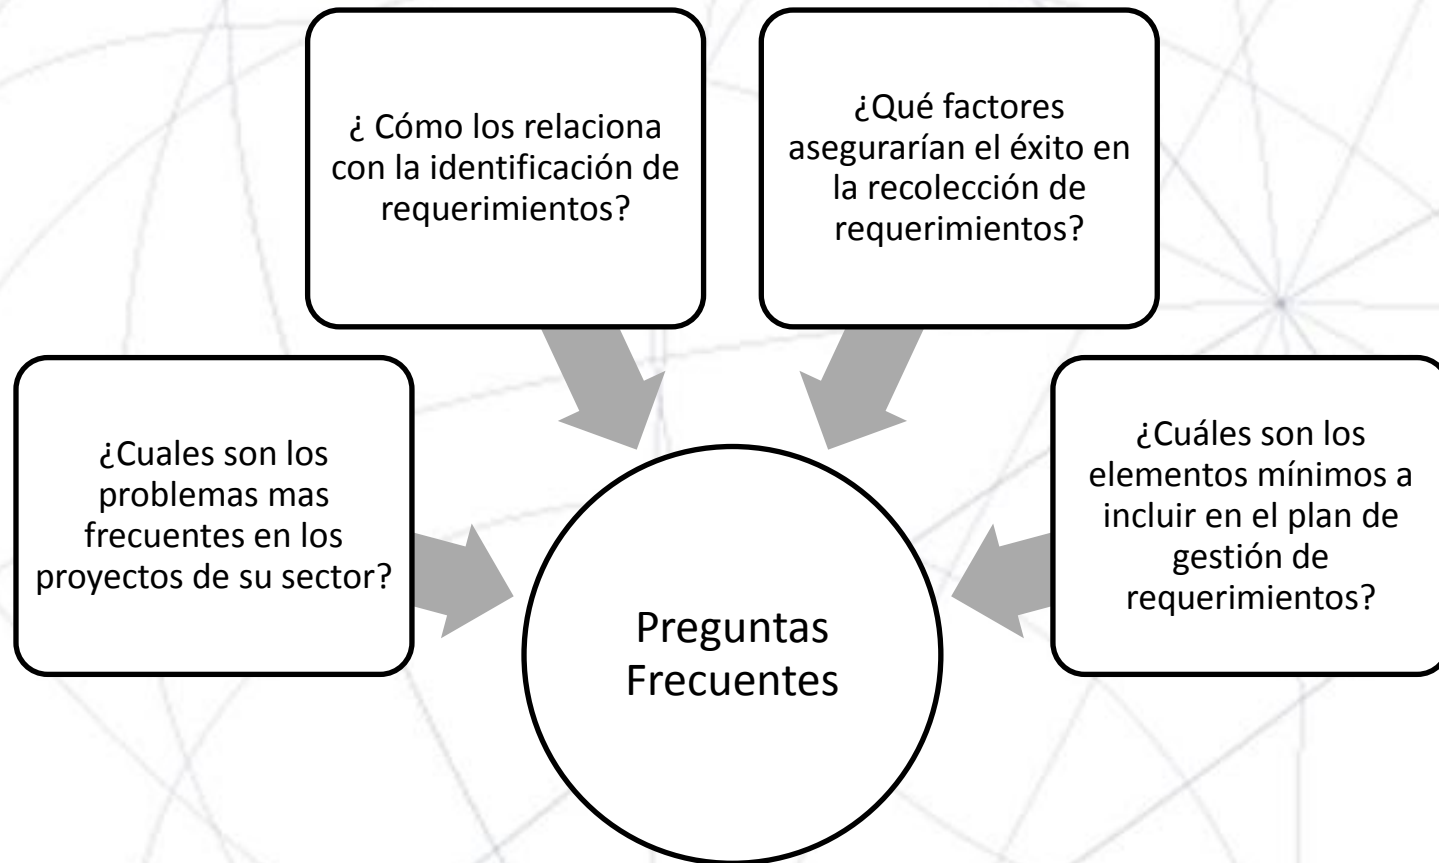 ¿Cuales son los
problemas mas
frecuentes en los
proyectos de su sector?
¿ Cómo los relaciona
con la identificación de
requerimientos?
¿Qué factores
asegurarían el éxito en
la recolección de
requerimientos?
¿Cuáles son los
elementos mínimos a
incluir en el plan de
gestión de
requerimientos?
Preguntas
Frecuentes